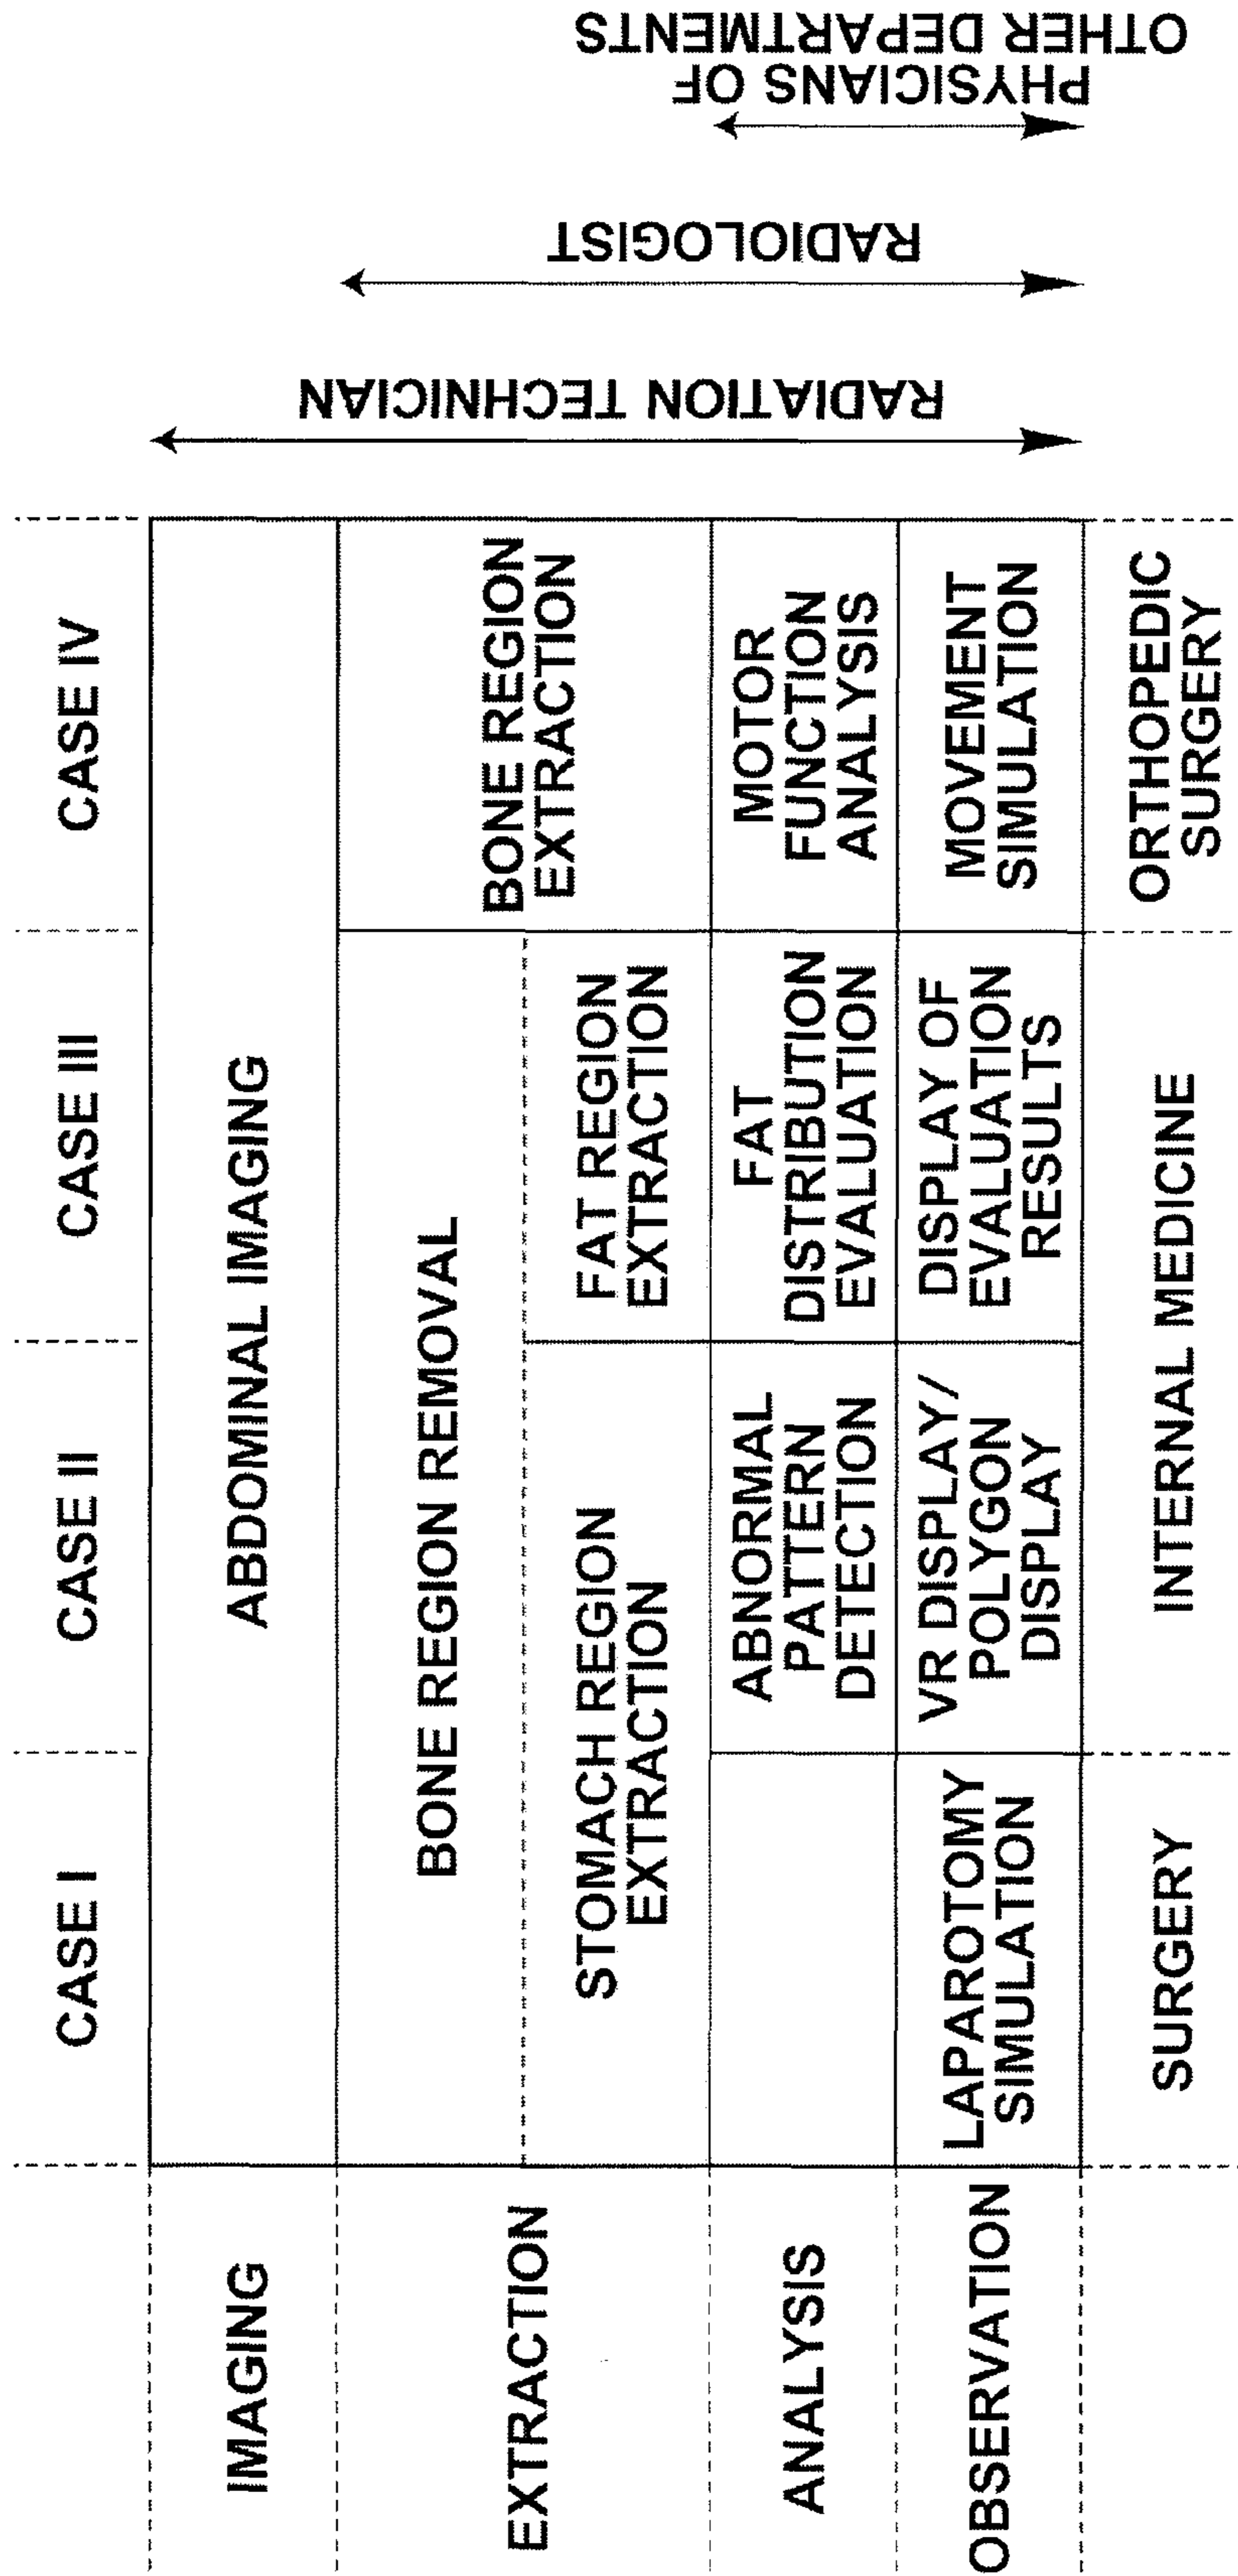 CASE I
CASE II
CASE III
CASE IV
IMAGING
ABDOMINAL IMAGING
EXTRACTION
BONE REGION REMOVAL
BONE REGION
EXTRACTION
STOMACH REGION
EXTRACTION
FAT REGION
EXTRACTION
ANALYSIS
ABNORMAL
PATTERN
DETECTION
FAT
DISTRIBUTION
EVALUATION
MOTOR
FUNCTION
ANALYSIS
OBSERVATION
LAPAROTOMY
SIMULATION
VR DISPLAY/
POLYGON
DISPLAY
DISPLAY OF
EVALUATION
RESULTS
MOVEMENT
SIMULATION
SURGERY
INTERNAL MEDICINE
ORTHOPEDIC
SURGERY
RADIATION TECHNICIAN
RADIOLOGIST
PHYSICIANS OF
OTHER DEPARTMENTS